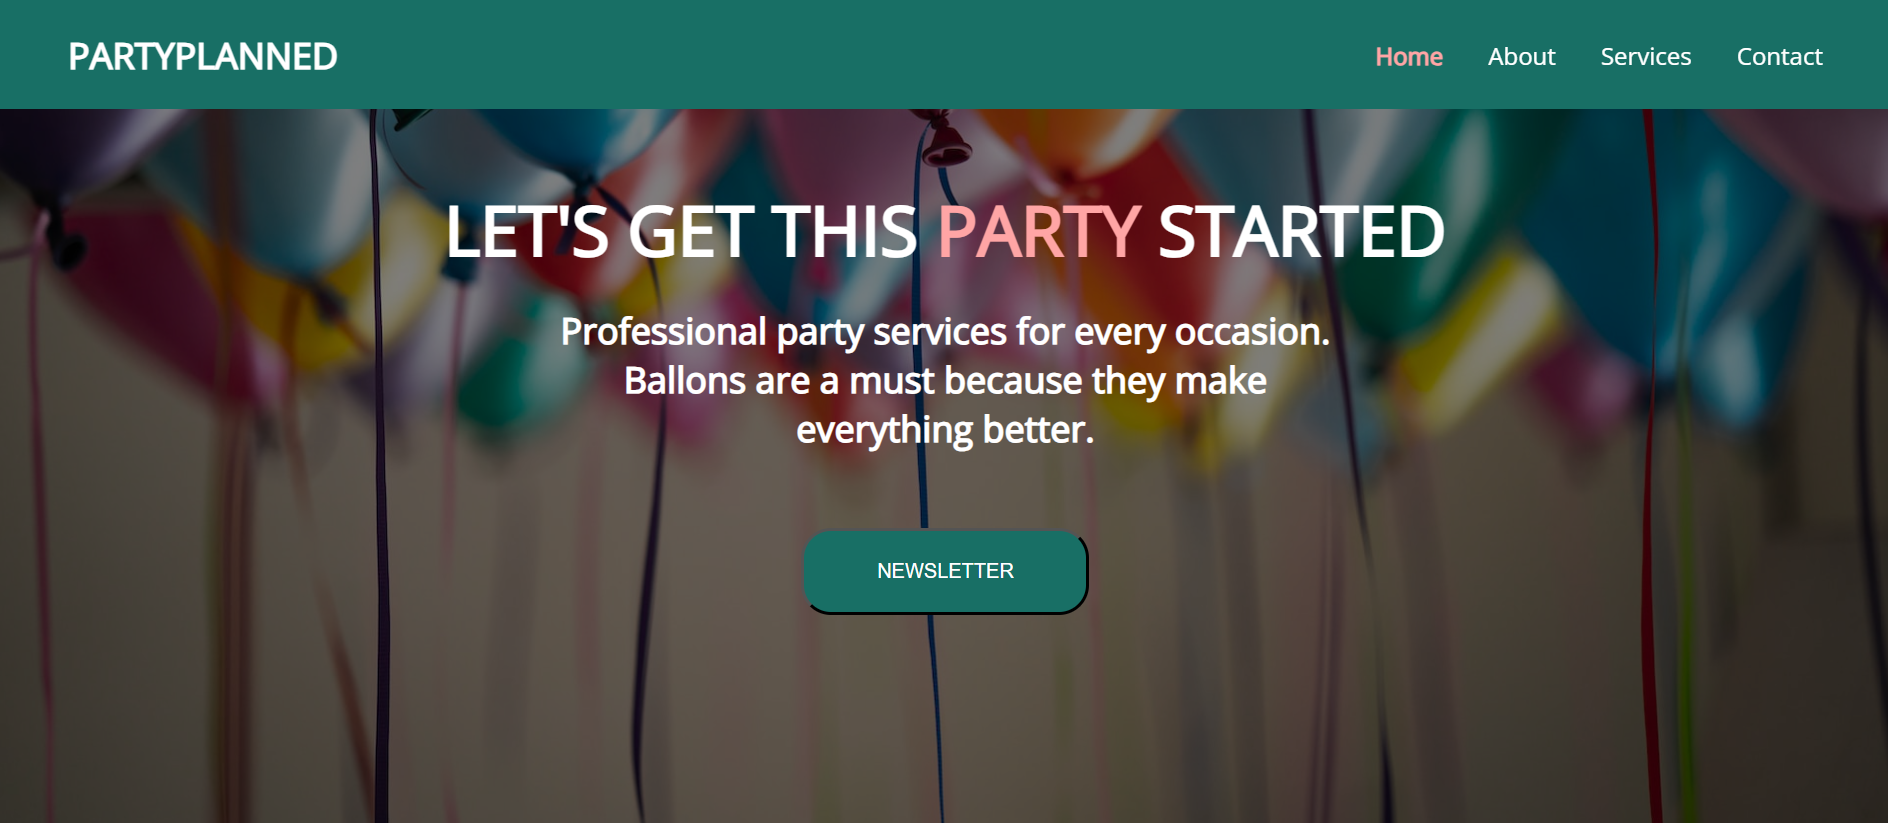 PARTYPLANNED
Home About Services Contact
LET'S GET THIS PARTY STARTED
Professional party services for every occasion.
Ballons are a must because they make
everything better.
NEWSLETTER